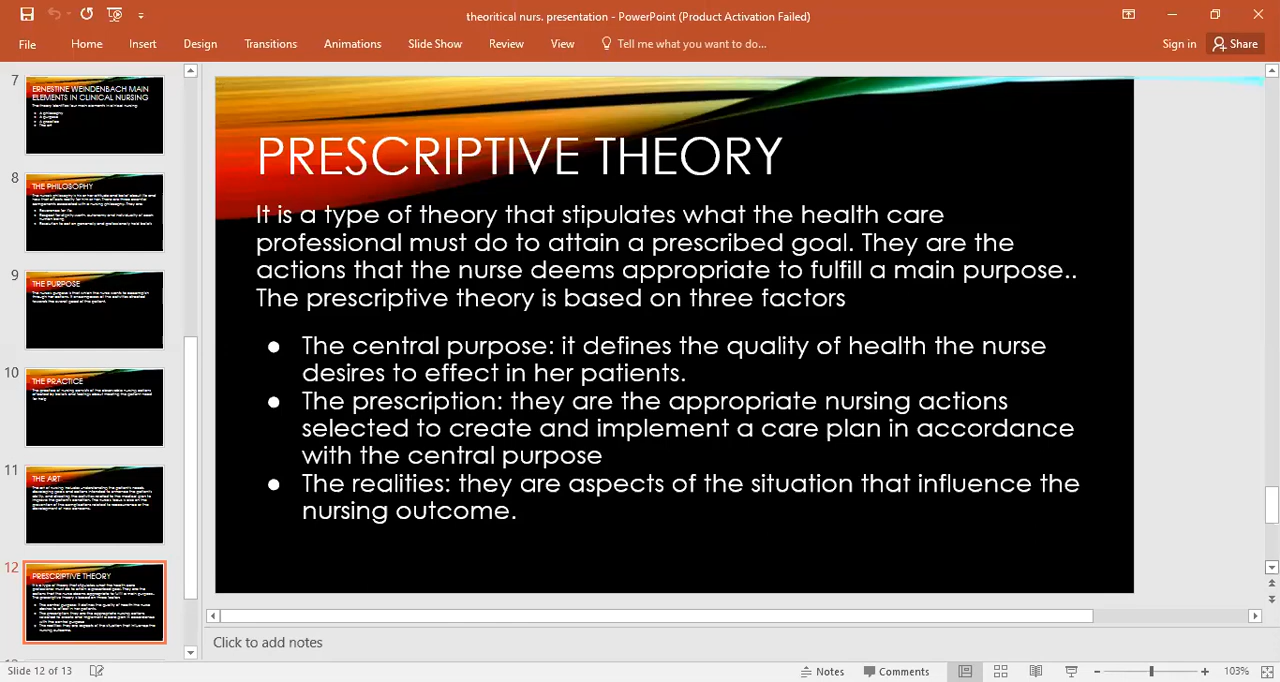 theoritical nurs. presentation - PowerPoint (Product Activation Failed)
File Home Insert Design Transitions Animations Slide Show Review View Tell me what you want to do... Sign in Share
7
ERNESTINE WEINDENBACH MAIN
ELEMENTS IN CLINICAL NURSING
8
THE PHILOSOPHY
9
THE PURPOSE
10
THE PRACTICE
11
THE ART
12
PRESCRIPTIVE THEORY
PRESCRIPTIVE THEORY
It is a type of theory that stipulates what the health care
professional must do to attain a prescribed goal. They are the
actions that the nurse deems appropriate to fulfill a main purpose..
The prescriptive theory is based on three factors
● The central purpose: it defines the quality of health the nurse
desires to effect in her patients.
● The prescription: they are the appropriate nursing actions
selected to create and implement a care plan in accordance
with the central purpose
● The realities: they are aspects of the situation that influence the
nursing outcome.
Click to add notes
Slide 12 of 13 Notes Comments 103%